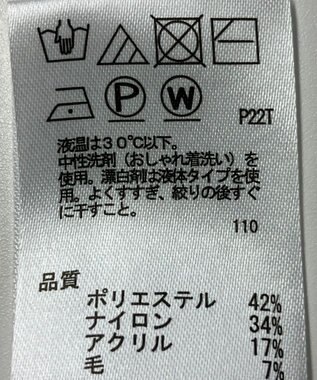 P W P22T
液温は30℃以下。
中性洗剤（おしゃれ着洗い）を
使用。漂白剤は液体タイプを使
用。よくすすぎ、絞りの後すぐ
に干すこと。
110
品質
ポリエステル 42%
ナイロン 34%
アクリル 17%
毛 7%